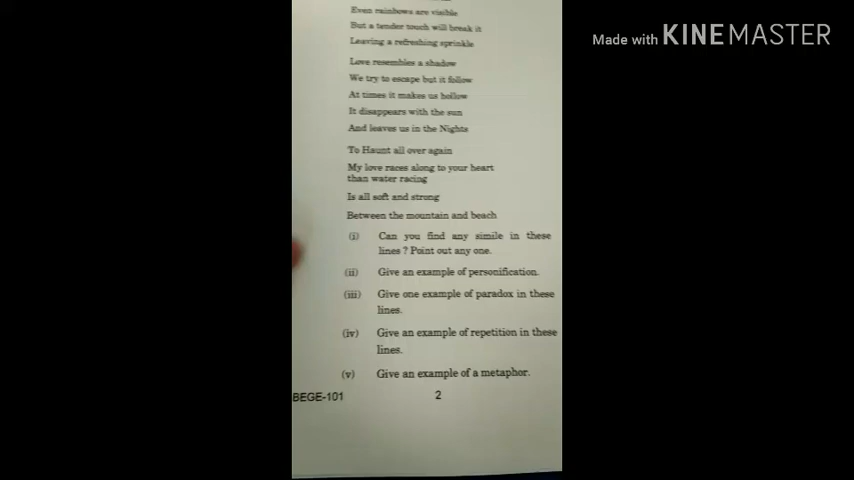 Made with KINEMASTER
Even rainbows are visible
But a tender touch will break it
Leaving a refreshing sprinkle
Love resembles a shadow
We try to escape but it follow
At times it makes us hollow
It disappears with the sun
And leaves us in the Nights
To Haunt all over again
My love races along to your heart
than water racing
Is all soft and strong
Between the mountain and beach
(i) Can you find any simile in these
lines ? Point out any one.
(ii) Give an example of personification.
(iii) Give one example of paradox in these
lines.
(iv) Give an example of repetition in these
lines.
(v) Give an example of a metaphor.
BEGE-101 2